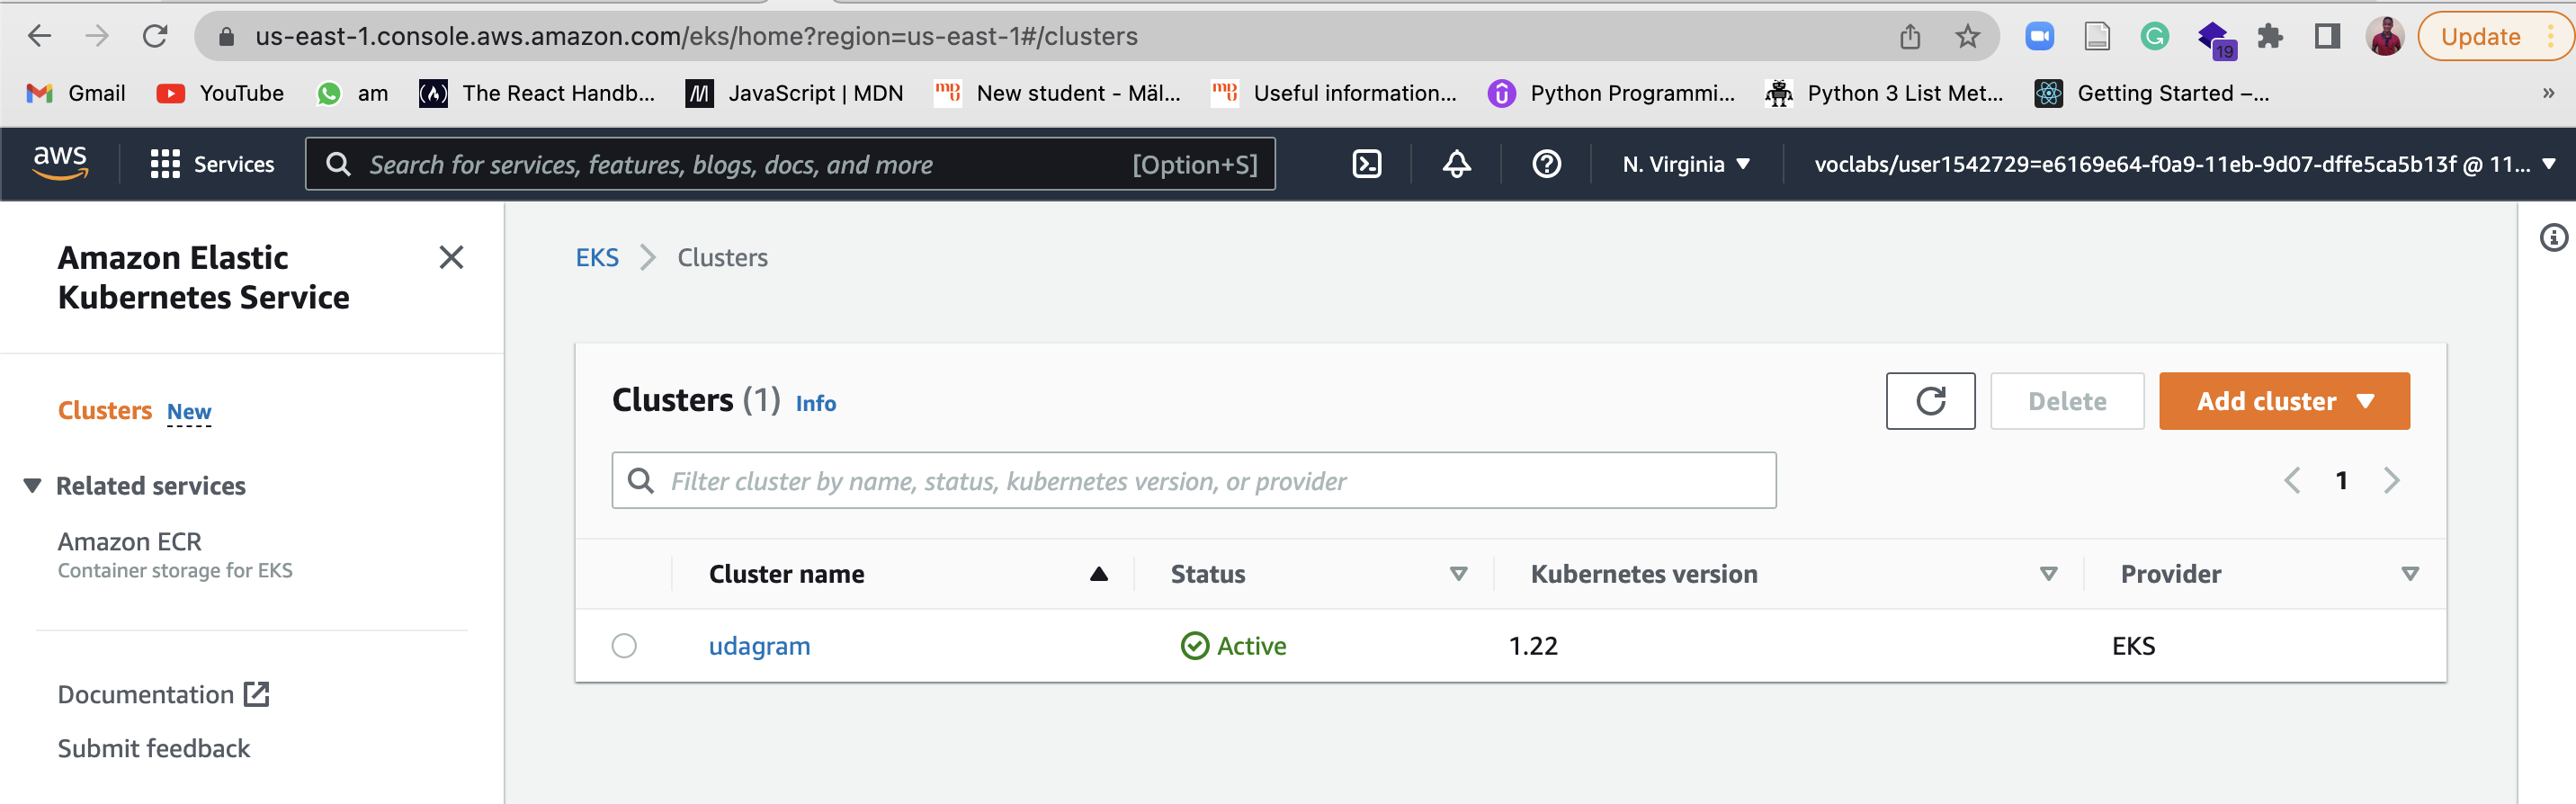 us-east-1.console.aws.amazon.com/eks/home?region=us-east-1#/clusters
19
Update
Gmail
YouTube
am
The React Handb...
JavaScript | MDN
New student - Mäl...
Useful information...
Python Programmi...
Python 3 List Met...
Getting Started –...
»
aws
Services
Search for services, features, blogs, docs, and more
[Option+S]
N. Virginia
voclabs/user1542729=e6169e64-f0a9-11eb-9d07-dffe5ca5b13f @ 11...
Amazon Elastic
Kubernetes Service
Clusters New
Related services
Amazon ECR
Container storage for EKS
Documentation
Submit feedback
EKS > Clusters
Clusters (1) Info
Delete
Add cluster
Filter cluster by name, status, kubernetes version, or provider
1
Cluster name
Status
Kubernetes version
Provider
udagram
Active
1.22
EKS